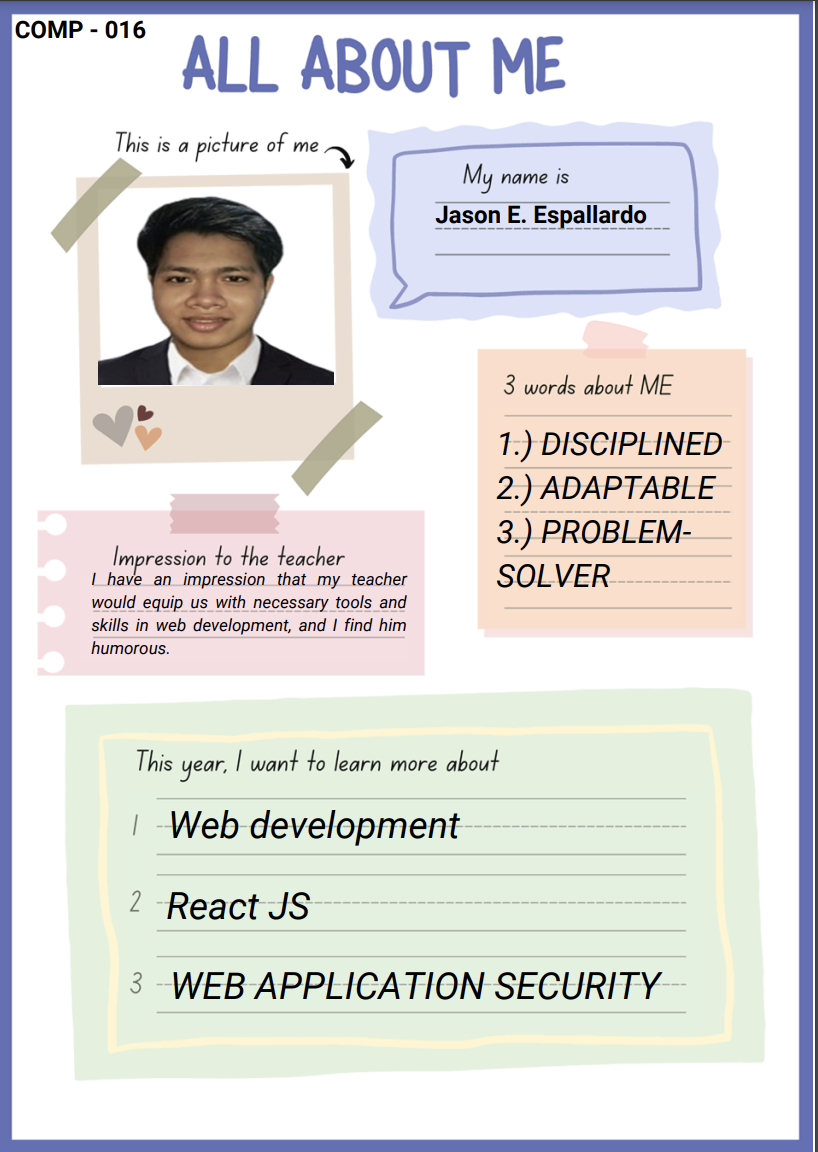 COMP - 016
ALL ABOUT ME
This is a picture of me
My name is
Jason E. Espallardo
3 words about ME
1.) DISCIPLINED
2.) ADAPTABLE
3.) PROBLEM-
SOLVER
Impression to the teacher
I have an impression that my teacher
would equip us with necessary tools and
skills in web development, and I find him
humorous.
This year, I want to learn more about
1 Web development
2 React JS
3 WEB APPLICATION SECURITY